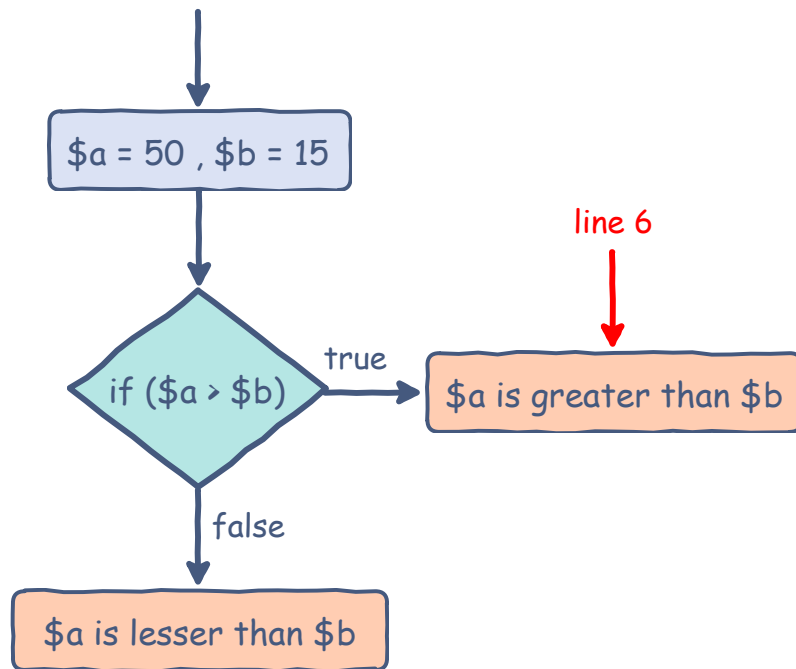 $a = 50 , $b = 15
line 6
if ($a > $b)
true
$a is greater than $b
false
$a is lesser than $b